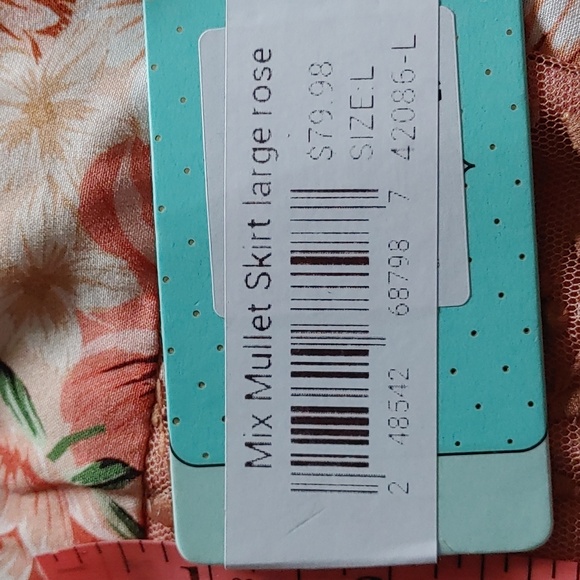 Mix Mullet Skirt large rose
$79.98
SIZE:L
2 48542 68798 7 42086-L